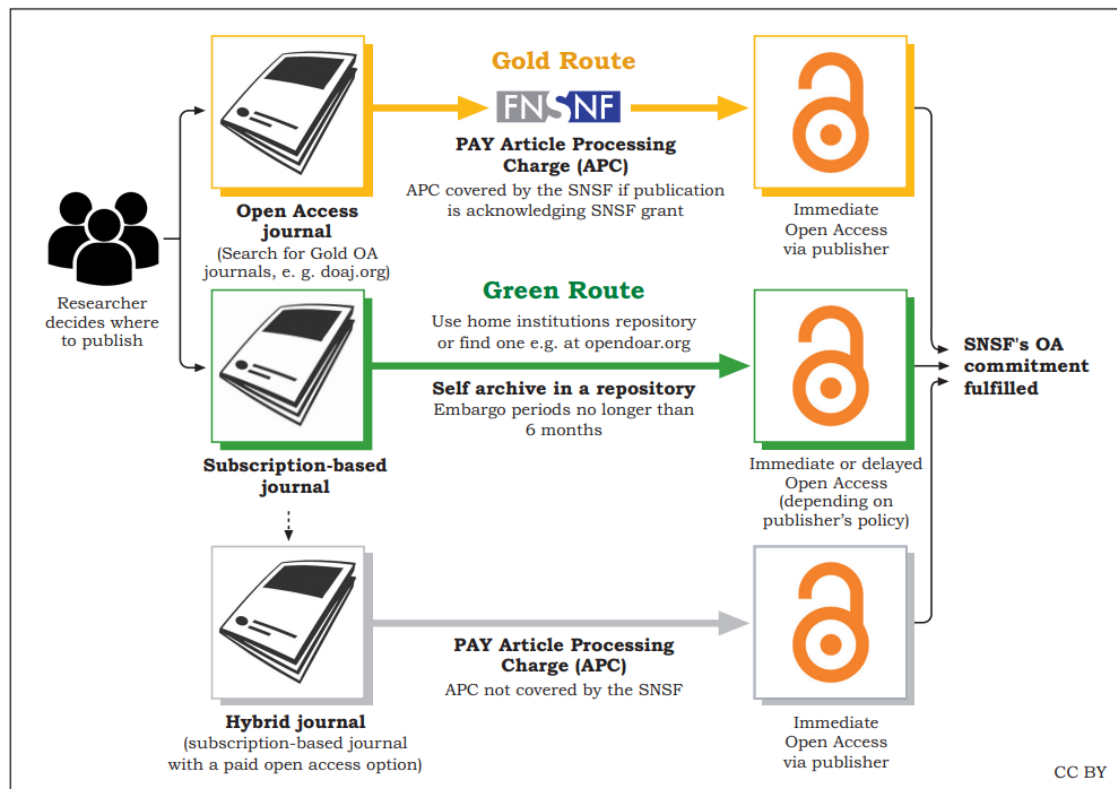 Gold Route
FNSNF
PAY Article Processing
Charge (APC)
APC covered by the SNSF if publication
is acknowledging SNSF grant
Open Access
journal
(Search for Gold OA
journals, e. g. doaj.org)
Immediate
Open Access
via publisher
Researcher
decides where
to publish
Green Route
Use home institutions repository
or find one e.g. at opendoar.org
Self archive in a repository
Embargo periods no longer than
6 months
Subscription-based
journal
Immediate or delayed
Open Access
(depending on
publisher’s policy)
SNSF's OA
commitment
fulfilled
PAY Article Processing
Charge (APC)
APC not covered by the SNSF
Hybrid journal
(subscription-based journal
with a paid open access option)
Immediate
Open Access
via publisher
CC BY